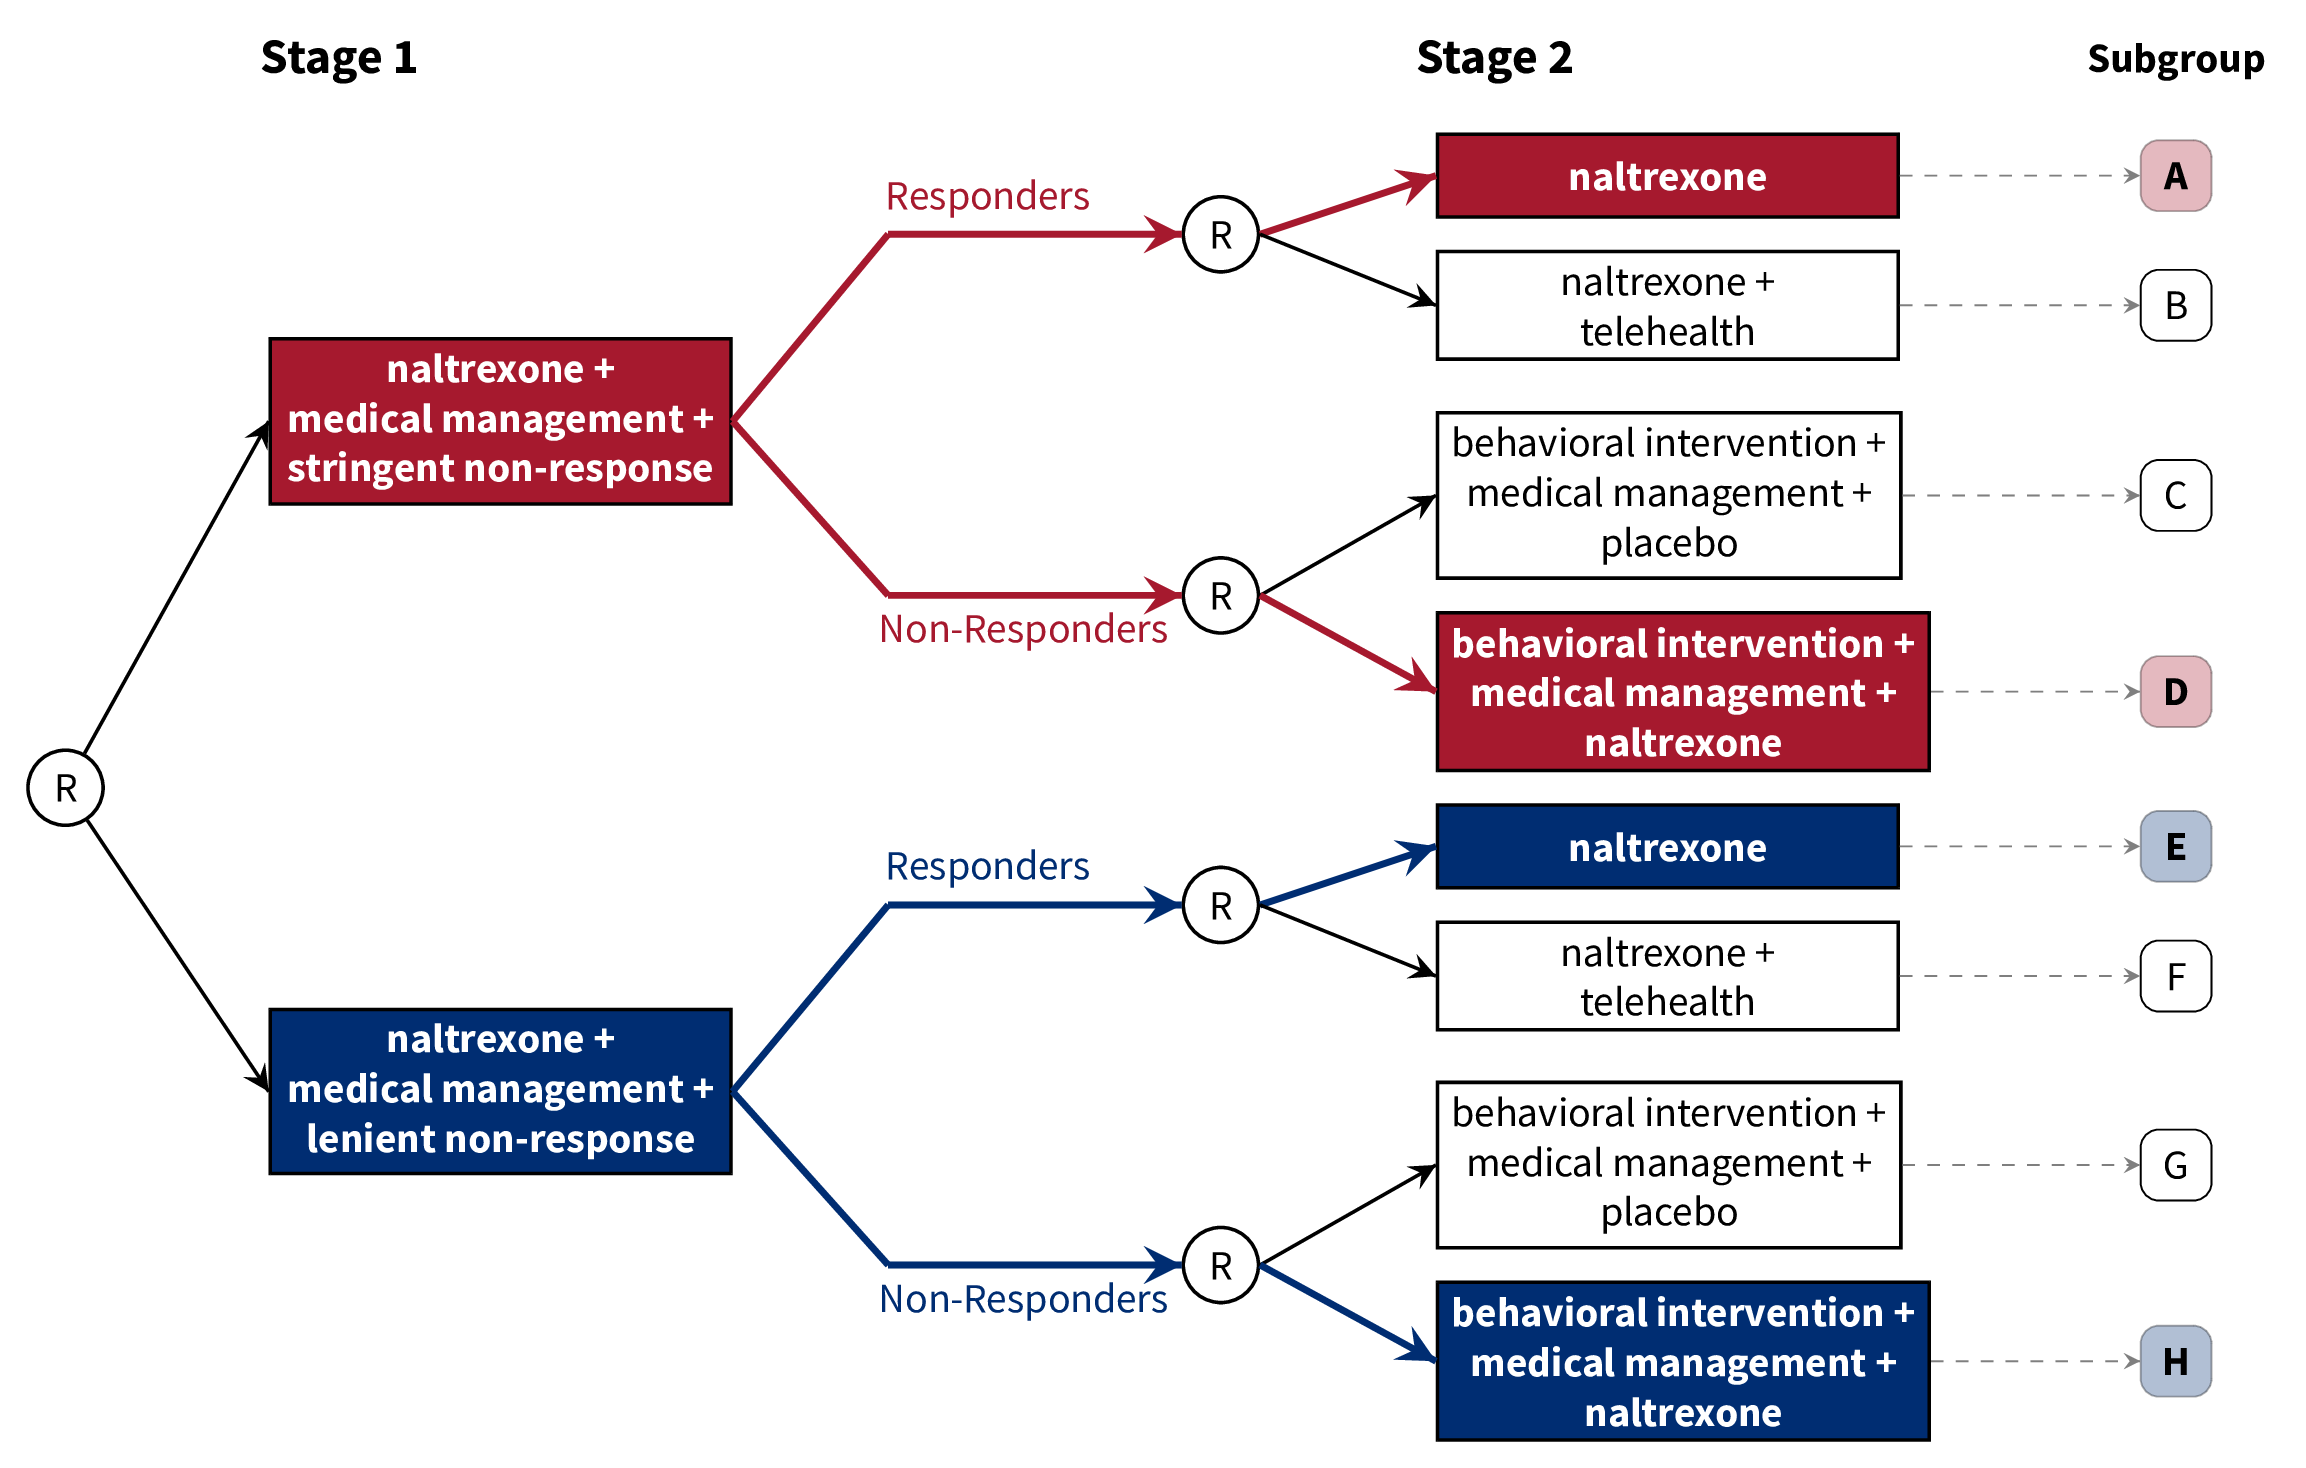 Stage 1
Stage 2
Subgroup
Responders
R
naltrexone
A
naltrexone +
telehealth
B
naltrexone +
medical management +
stringent non-response
Non-Responders
R
behavioral intervention +
medical management +
placebo
C
behavioral intervention +
medical management +
naltrexone
D
R
Responders
R
naltrexone
E
naltrexone +
telehealth
F
naltrexone +
medical management +
lenient non-response
Non-Responders
R
behavioral intervention +
medical management +
placebo
G
behavioral intervention +
medical management +
naltrexone
H